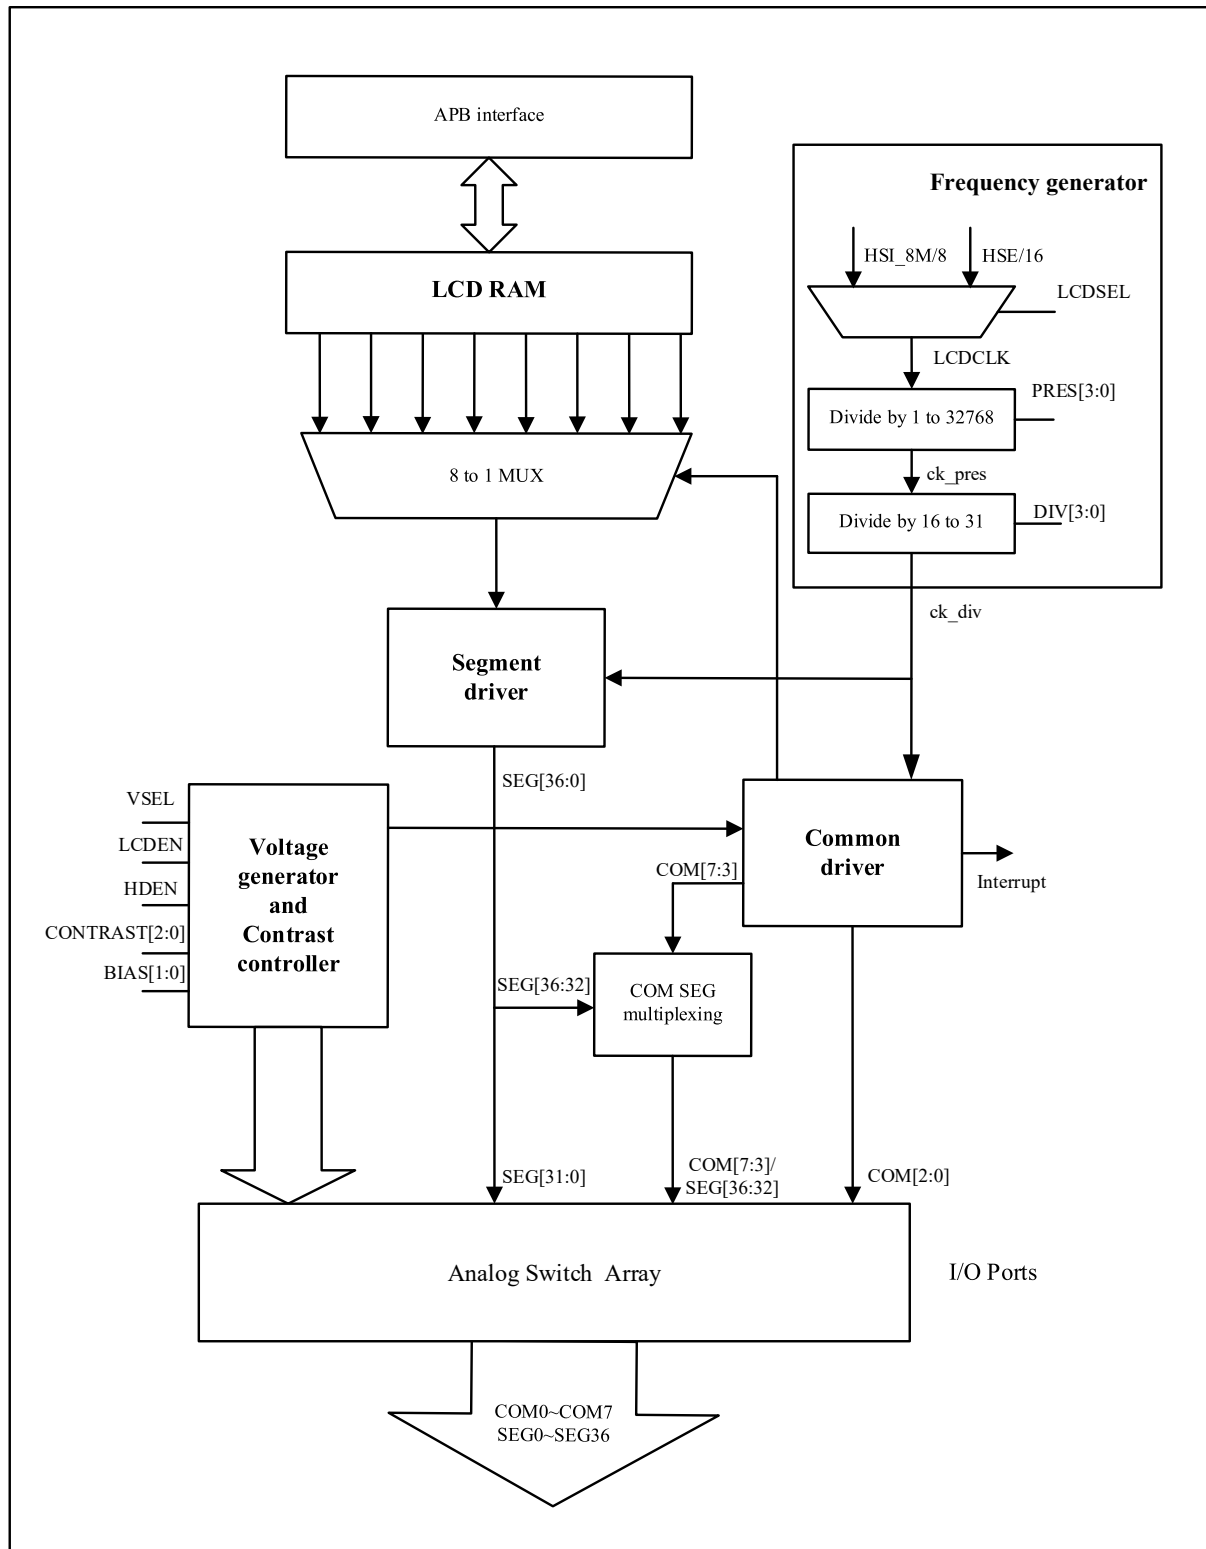 APB interface
Frequency generator
HSI_8M/8
HSE/16
LCD RAM
LCDSEL
LCDCLK
PRES[3:0]
Divide by 1 to 32768
8 to 1 MUX
ck_pres
DIV[3:0]
Divide by 16 to 31
ck_div
Segment
driver
SEG[36:0]
VSEL
LCDEN
HDEN
CONTRAST[2:0]
BIAS[1:0]
Voltage
generator
and
Contrast
controller
Common
driver
COM[7:3]
Interrupt
SEG[36:32]
COM SEG
multiplexing
SEG[31:0]
COM[7:3]/
SEG[36:32]
COM[2:0]
Analog Switch Array
I/O Ports
COM0~COM7
SEG0~SEG36